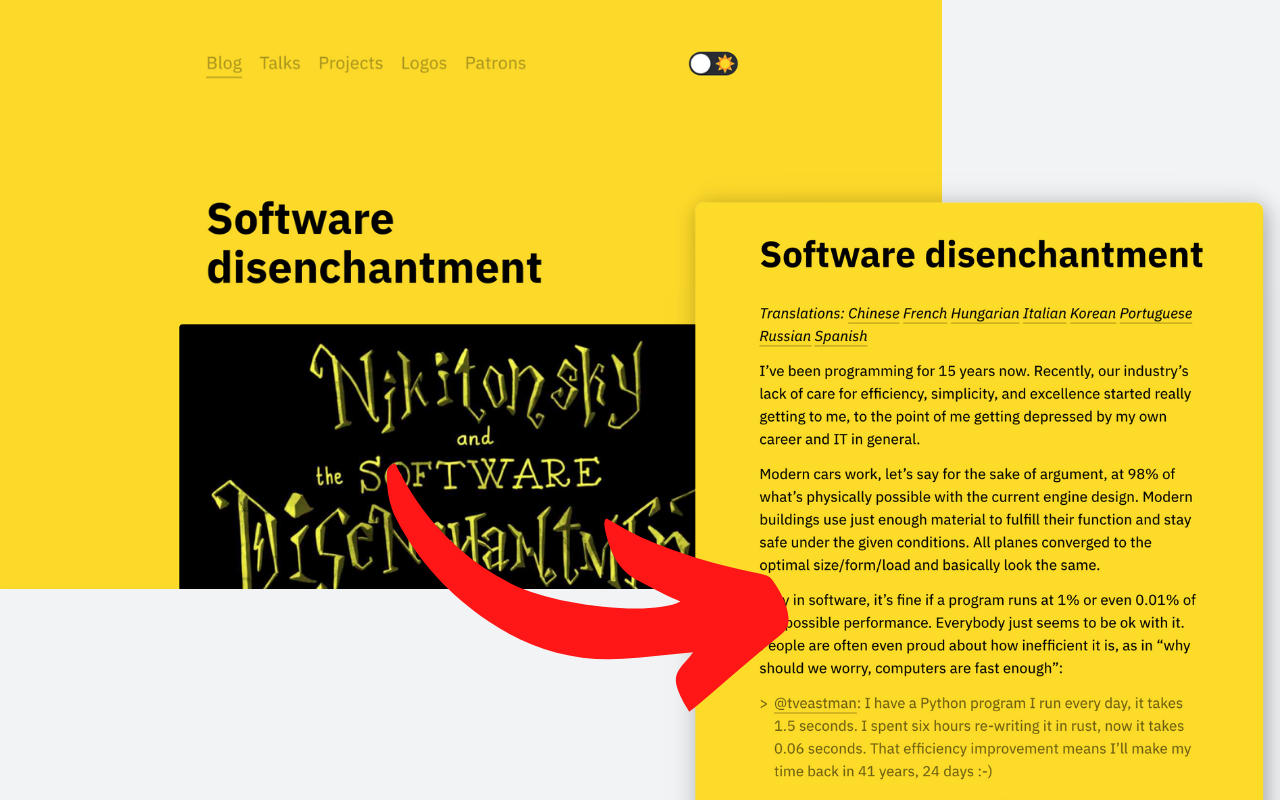 Blog Talks Projects Logos Patrons
Software
disenchantment
Nikitonsky
and
the SOFTWARE
Software disenchantment
Translations: Chinese French Hungarian Italian Korean Portuguese
Russian Spanish
I’ve been programming for 15 years now. Recently, our industry’s
lack of care for efficiency, simplicity, and excellence started really
getting to me, to the point of me getting depressed by my own
career and IT in general.
Modern cars work, let’s say for the sake of argument, at 98% of
what’s physically possible with the current engine design. Modern
buildings use just enough material to fulfill their function and stay
safe under the given conditions. All planes converged to the
optimal size/form/load and basically look the same.
in software, it’s fine if a program runs at 1% or even 0.01% of
possible performance. Everybody just seems to be ok with it.
People are often even proud about how inefficient it is, as in “why
should we worry, computers are fast enough”:
> @tveastman: I have a Python program I run every day, it takes
1.5 seconds. I spent six hours re-writing it in rust, now it takes
0.06 seconds. That efficiency improvement means I’ll make my
time back in 41 years, 24 days :-)